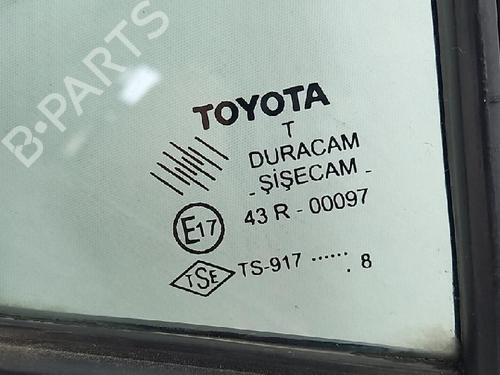 B-PARTS
TOYOTA
T
DURACAM
- ŞİŞECAM -
E17 43 R - 00097
TSE TS-917 ......
. 8